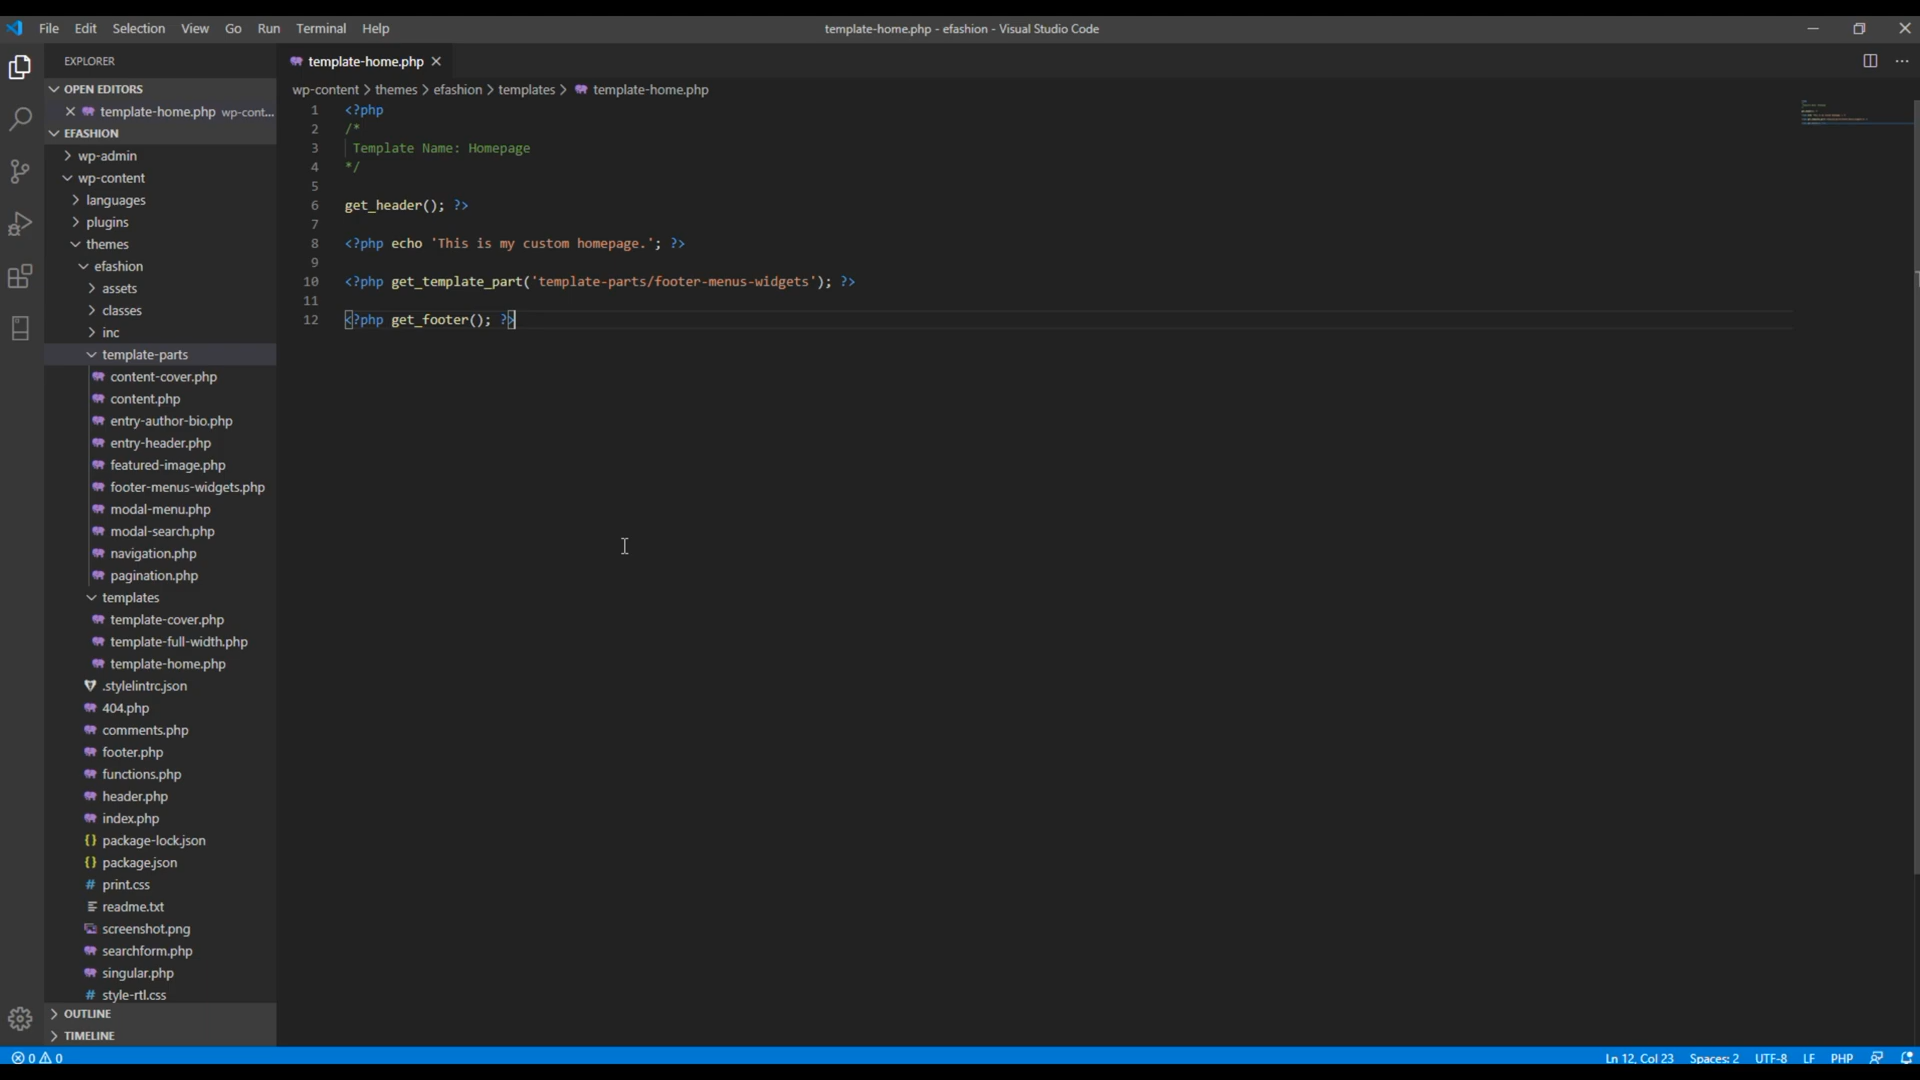 File Edit Selection View Go Run Terminal Help
template-home.php - efashion - Visual Studio Code
EXPLORER
OPEN EDITORS
template-home.php wp-cont...
EFASHION
wp-admin
wp-content
languages
plugins
themes
efashion
assets
classes
inc
template-parts
content-cover.php
content.php
entry-author-bio.php
entry-header.php
featured-image.php
footer-menus-widgets.php
modal-menu.php
modal-search.php
navigation.php
pagination.php
templates
template-cover.php
template-full-width.php
template-home.php
.stylelintrc.json
404.php
comments.php
footer.php
functions.php
header.php
index.php
package-lock.json
package.json
print.css
readme.txt
screenshot.png
searchform.php
singular.php
style-rtl.css
OUTLINE
TIMELINE
template-home.php
wp-content > themes > efashion > templates > template-home.php
1 <?php
2 /*
3 Template Name: Homepage
4 */
5
6 get_header(); ?>
7
8 <?php echo 'This is my custom homepage.'; ?>
9
10 <?php get_template_part('template-parts/footer-menus-widgets'); ?>
11
12 <?php get_footer(); ?>
0 0
Ln 12, Col 23 Spaces: 2 UTF-8 LF PHP